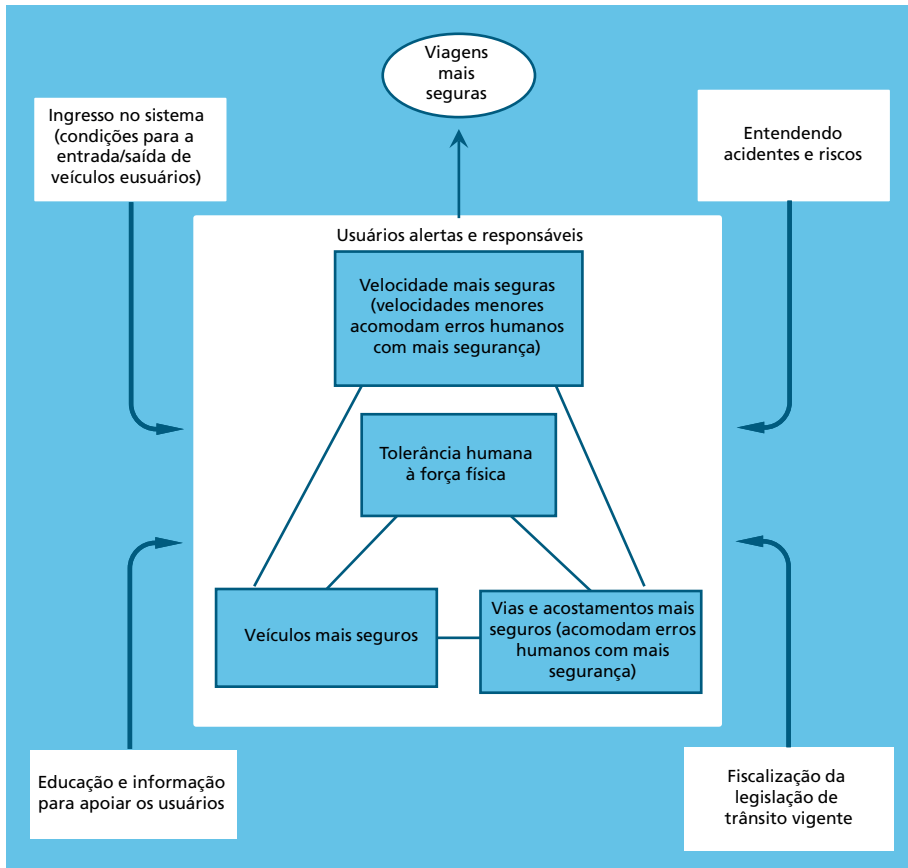 Viagens
mais
seguras
Ingresso no sistema
(condições para a
entrada/saída de
veículos eusuários)
Entendendo
acidentes e riscos
Usuários alertas e responsáveis
Velocidade mais seguras
(velocidades menores
acomodam erros humanos
com mais segurança)
Tolerância humana
à força física
Veículos mais seguros
Vias e acostamentos mais
seguros (acomodam erros
humanos com mais
segurança)
Educação e informação
para apoiar os usuários
Fiscalização da
legislação de
trânsito vigente